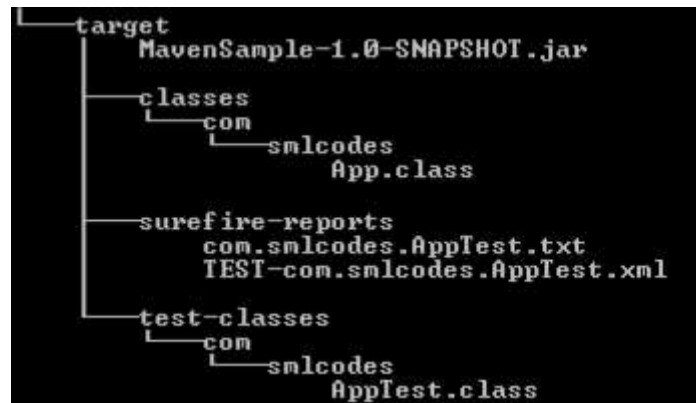 target
MavenSample-1.0-SNAPSHOT.jar
classes
com
smlcodes
App.class
surefire-reports
com.smlcodes.AppTest.txt
TEST-com.smlcodes.AppTest.xml
test-classes
com
smlcodes
AppTest.class